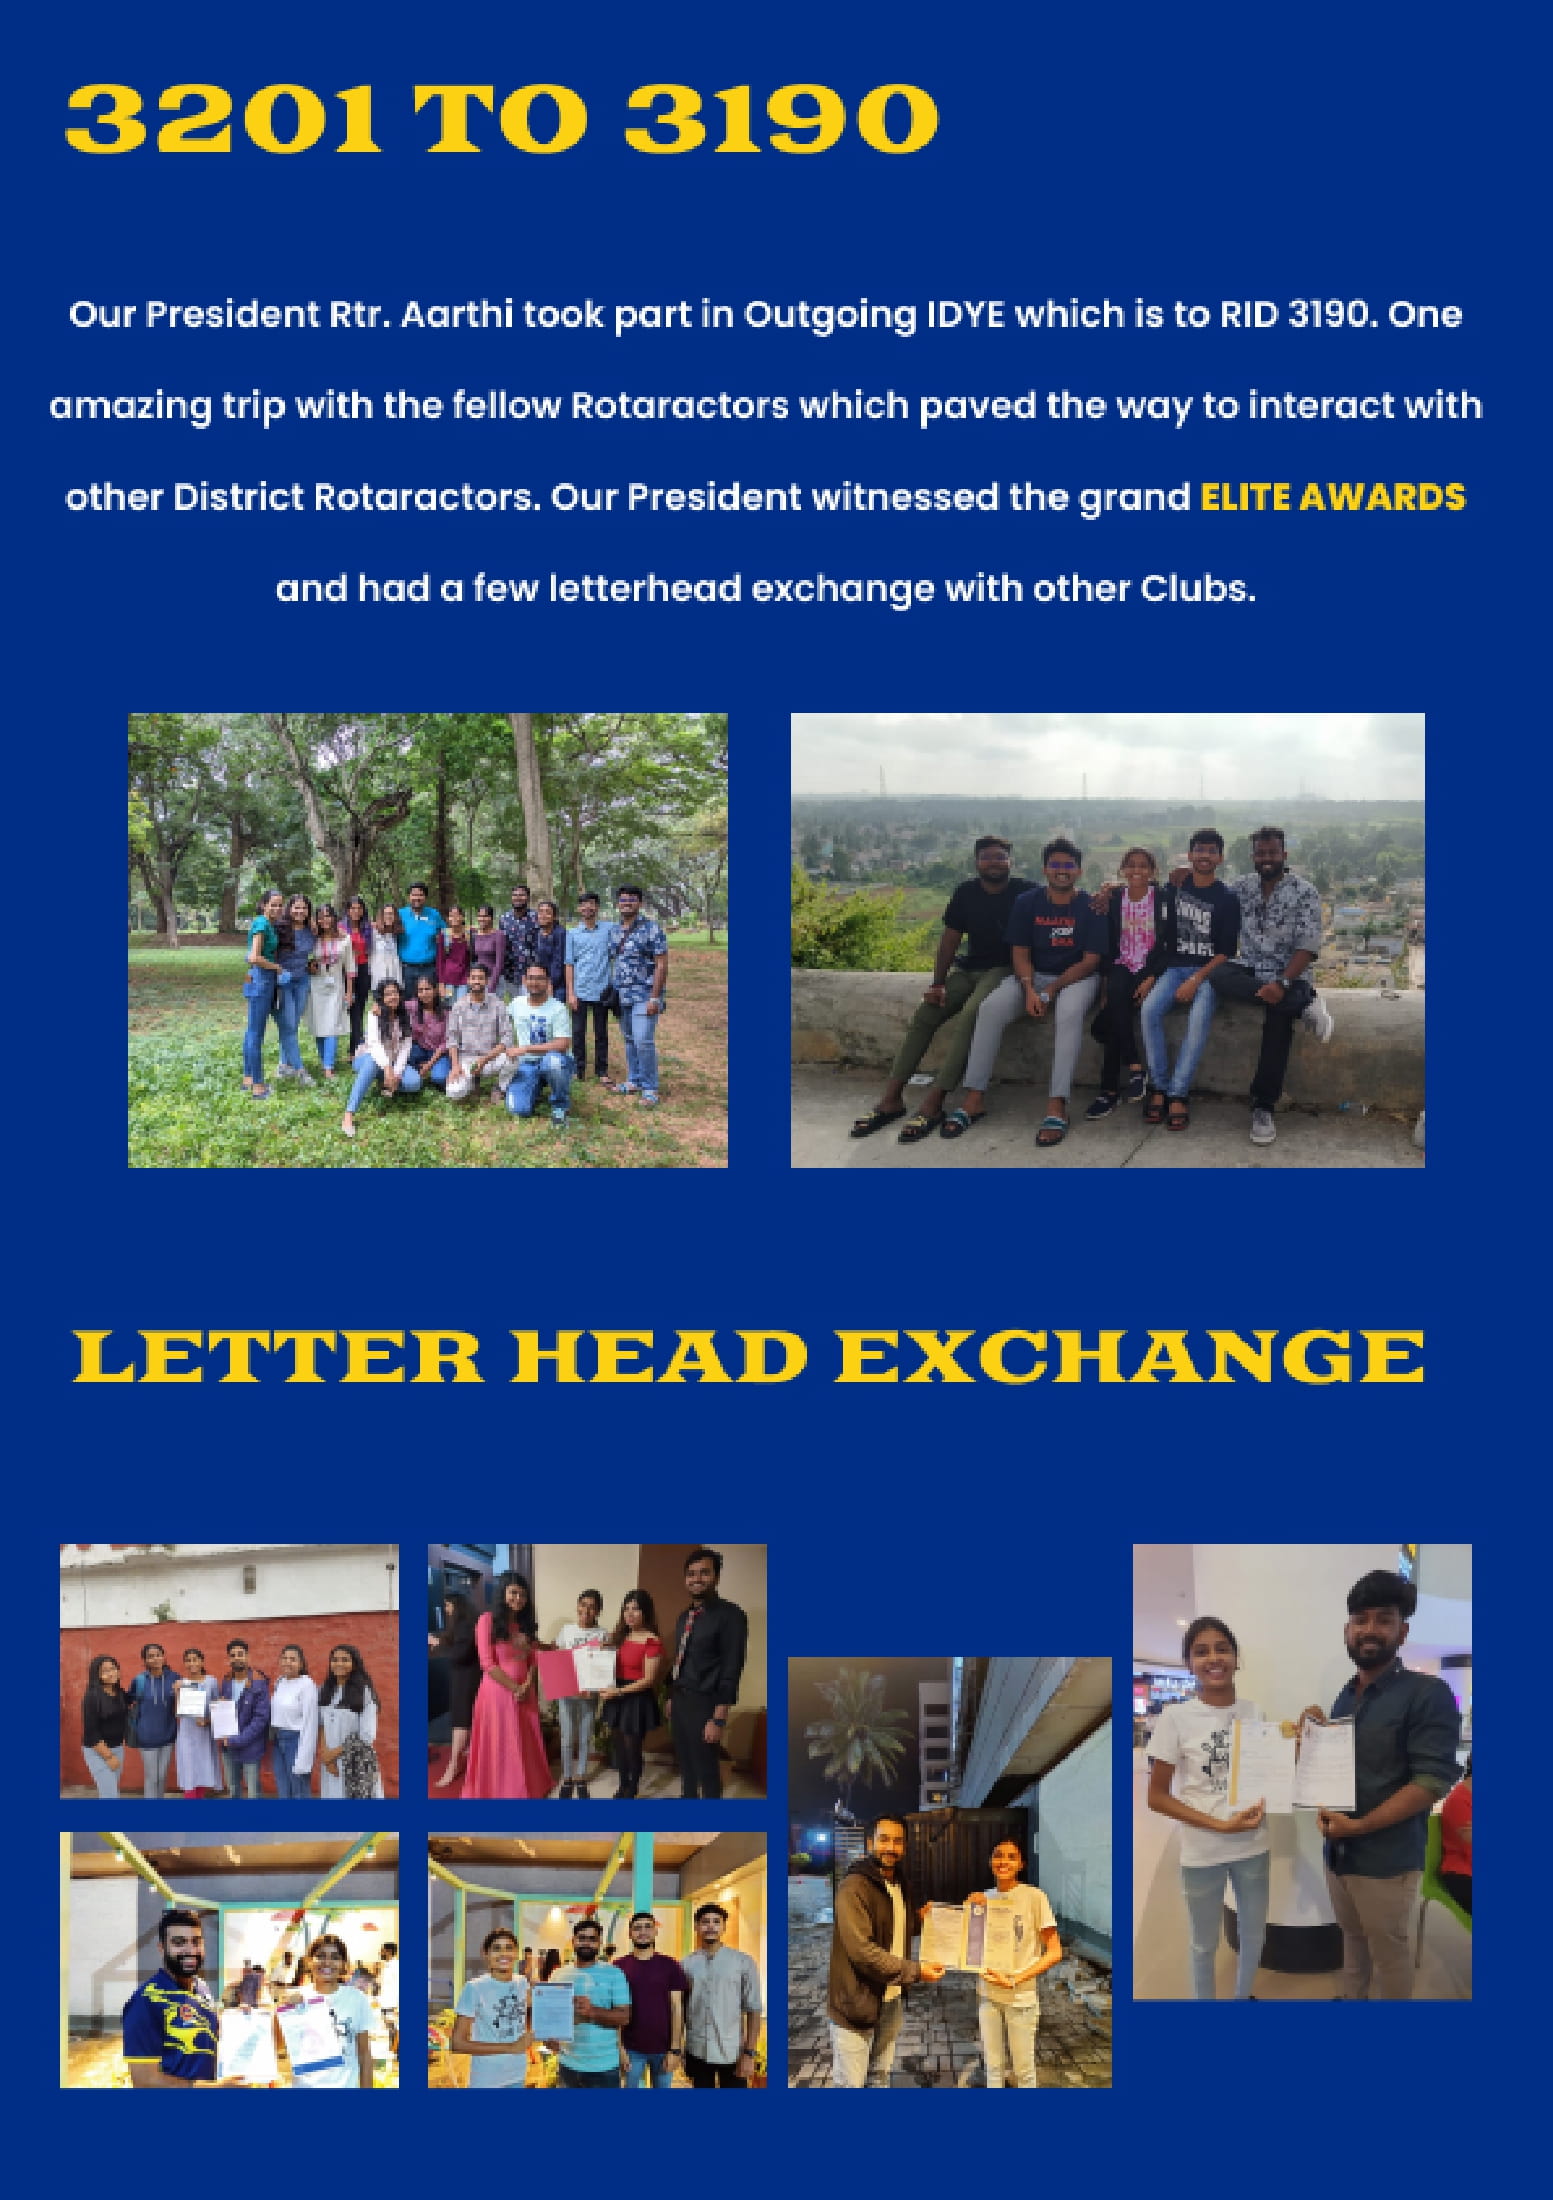 3201 TO 3190
Our President Rtr. Aarthi took part in Outgoing IDYE which is to RID 3190. One
amazing trip with the fellow Rotaractors which paved the way to interact with
other District Rotaractors. Our President witnessed the grand ELITE AWARDS
and had a few letterhead exchange with other Clubs.
LETTER HEAD EXCHANGE